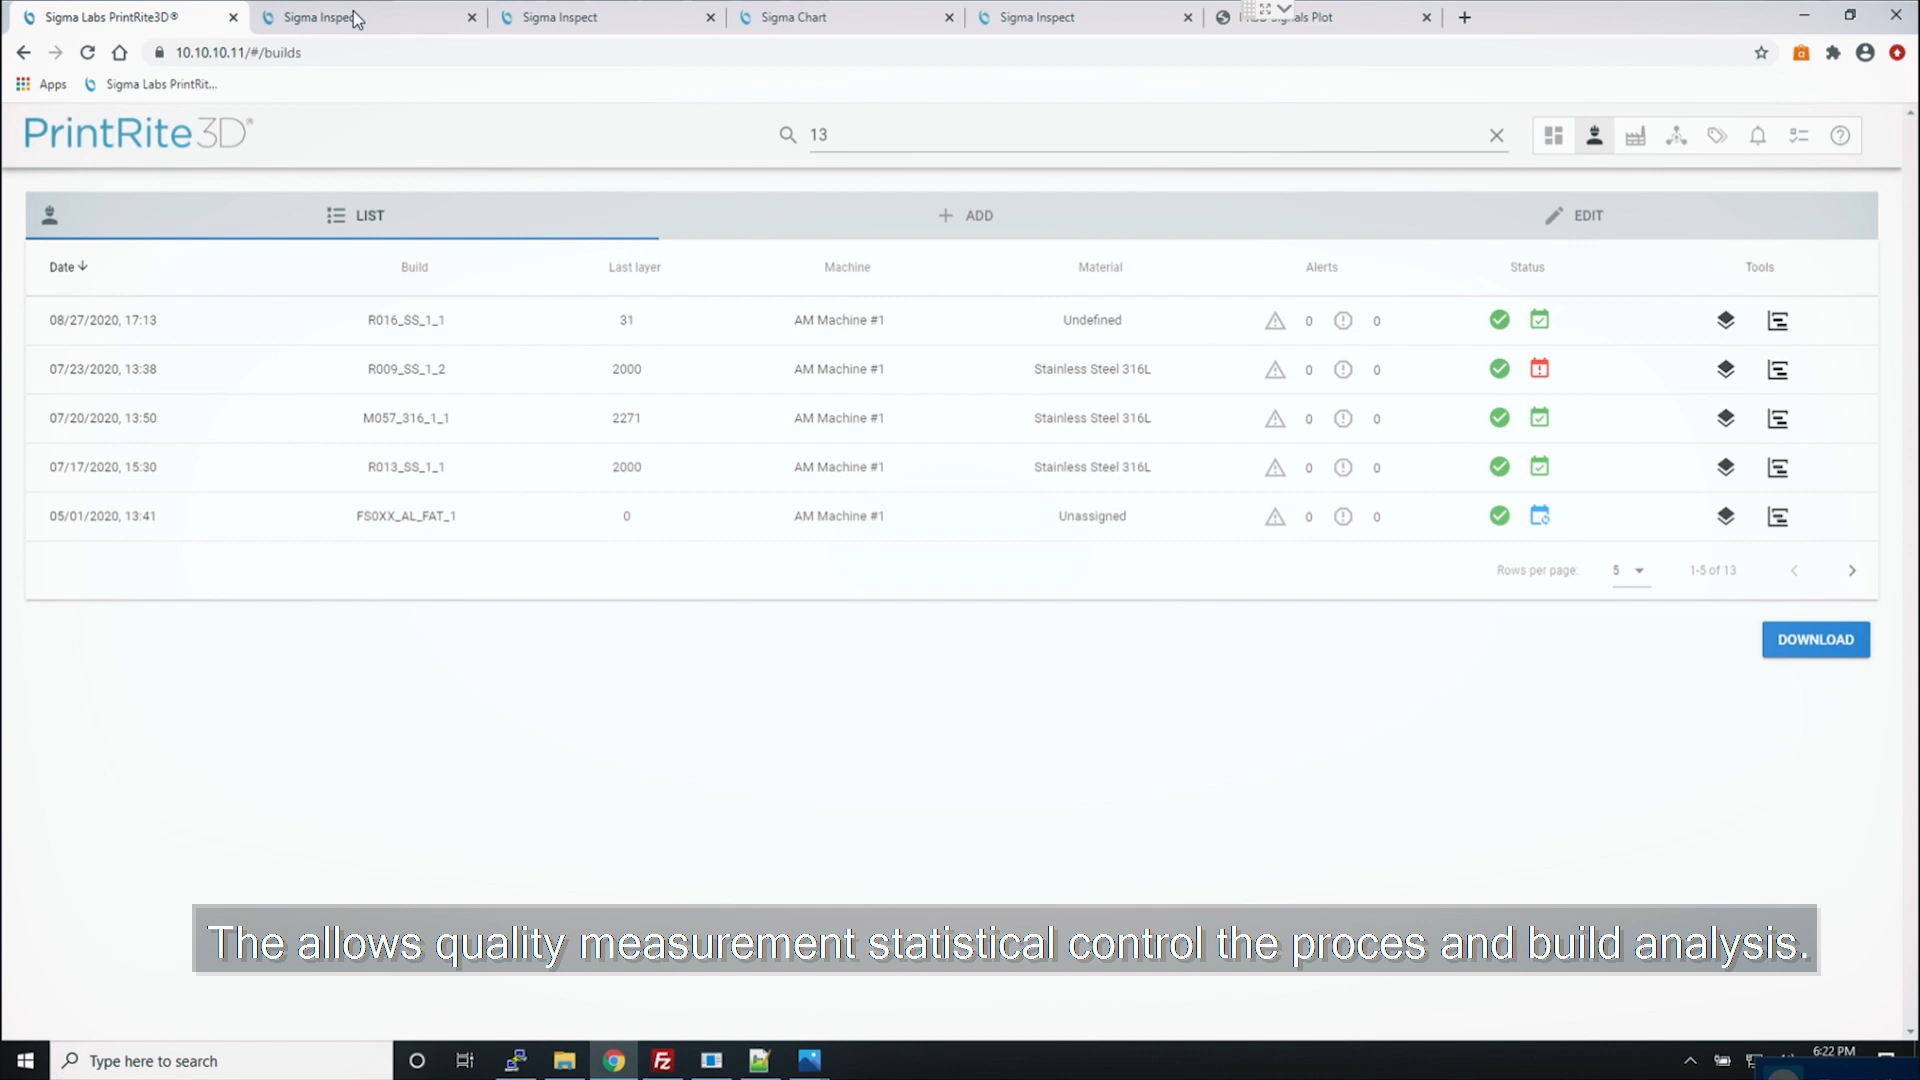 Sigma Labs PrintRite3D® Sigma Inspec Sigma Inspect Sigma Chart Sigma Inspect Plot
10.10.10.11/#/builds
Apps Sigma Labs PrintRit...
PrintRite3D® 13
LIST ADD EDIT
Date Build Last layer Machine Material Alerts Status Tools
08/27/2020, 17:13 R016_SS_1_1 31 AM Machine #1 Undefined 0 0
07/23/2020, 13:38 R009_SS_1_2 2000 AM Machine #1 Stainless Steel 316L 0 0
07/20/2020, 13:50 M057_316_1_1 2271 AM Machine #1 Stainless Steel 316L 0 0
07/17/2020, 15:30 R013_SS_1_1 2000 AM Machine #1 Stainless Steel 316L 0 0
05/01/2020, 13:41 FS0XX_AL_FAT_1 0 AM Machine #1 Unassigned 0 0
Rows per page: 5 1-5 of 13
DOWNLOAD
The allows quality measurement statistical control the proces and build analysis.
Type here to search 6:22 PM